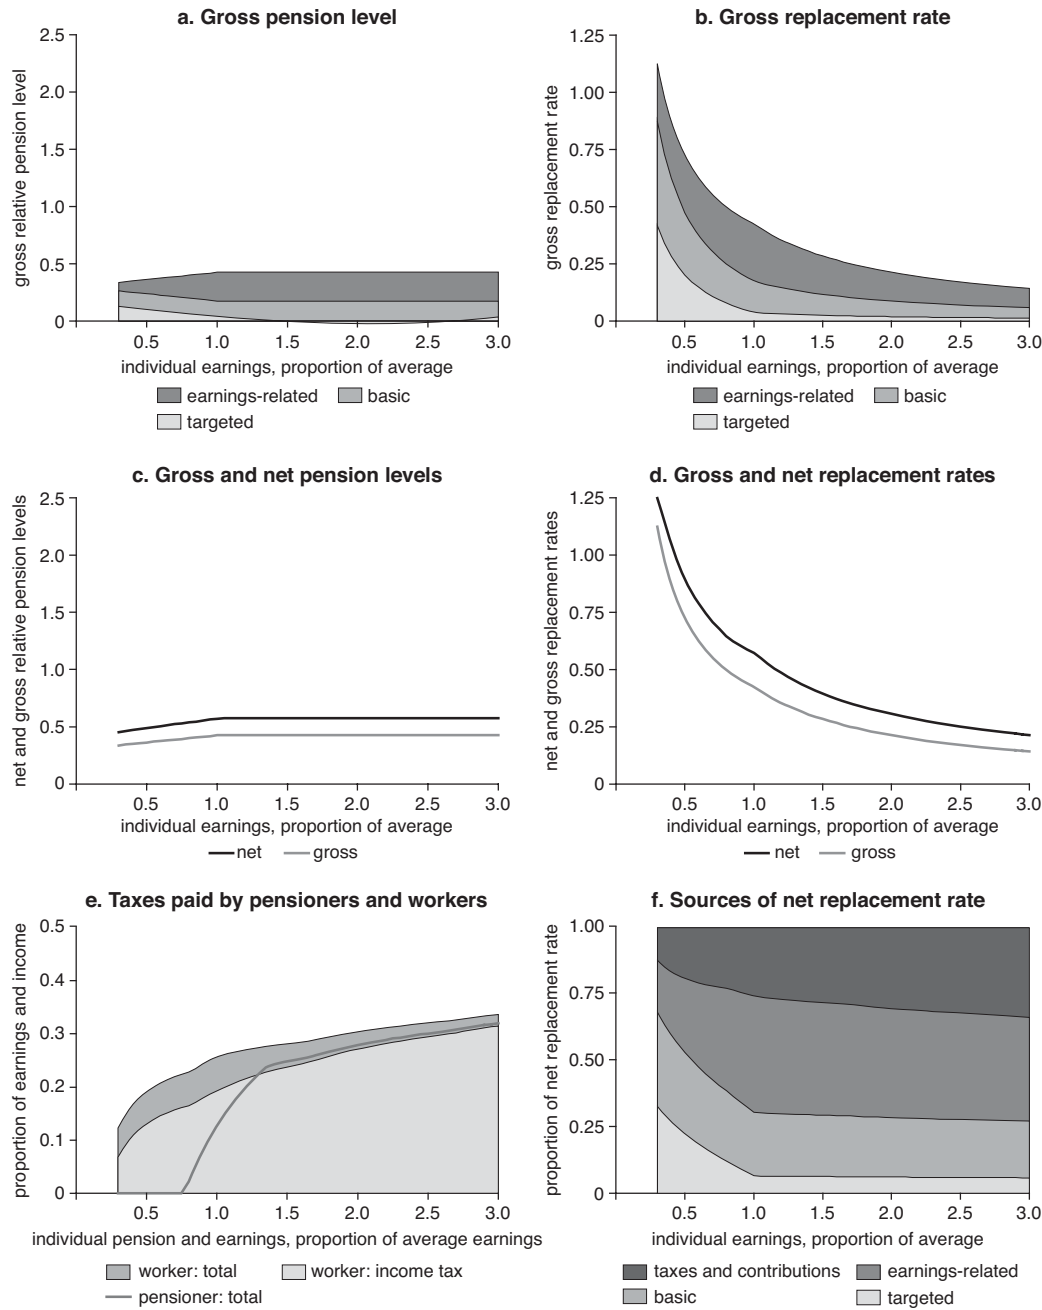 a. Gross pension level
gross relative pension level
2.5
2.0
1.5
1.0
0.5
0
0.5 1.0 1.5 2.0 2.5 3.0
individual earnings, proportion of average
earnings-related basic
targeted
b. Gross replacement rate
gross replacement rate
1.25
1.00
0.75
0.50
0.25
0
0.5 1.0 1.5 2.0 2.5 3.0
individual earnings, proportion of average
earnings-related basic
targeted
c. Gross and net pension levels
net and gross relative pension levels
2.5
2.0
1.5
1.0
0.5
0
0.5 1.0 1.5 2.0 2.5 3.0
individual earnings, proportion of average
net gross
d. Gross and net replacement rates
net and gross replacement rates
1.25
1.00
0.75
0.50
0.25
0
0.5 1.0 1.5 2.0 2.5 3.0
individual earnings, proportion of average
net gross
e. Taxes paid by pensioners and workers
proportion of earnings and income
0.5
0.4
0.3
0.2
0.1
0
0.5 1.0 1.5 2.0 2.5 3.0
individual pension and earnings, proportion of average earnings
worker: total worker: income tax
pensioner: total
f. Sources of net replacement rate
proportion of net replacement rate
1.00
0.75
0.50
0.25
0
0.5 1.0 1.5 2.0 2.5 3.0
individual earnings, proportion of average
taxes and contributions earnings-related
basic targeted